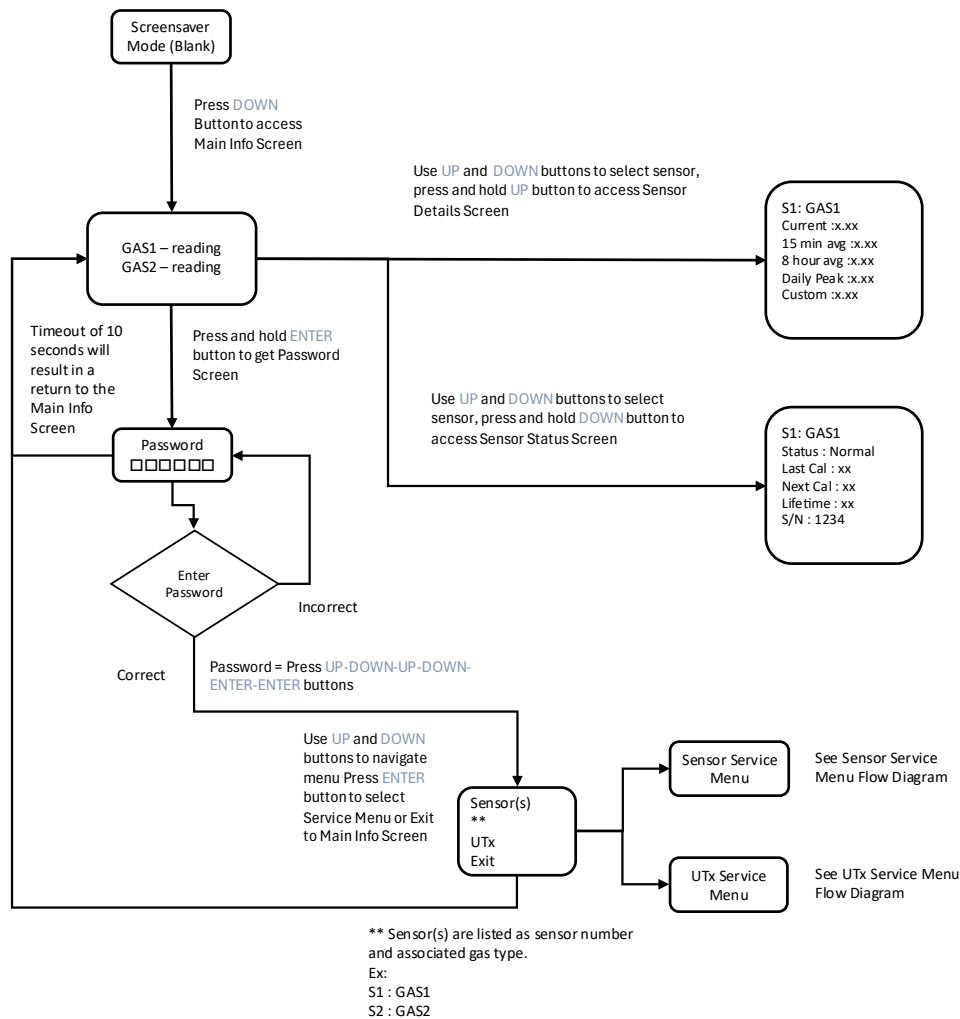 Screensaver
Mode (Blank)
Press DOWN
Button to access
Main Info Screen
Use UP and DOWN buttons to select sensor,
press and hold UP button to access Sensor
Details Screen
S1: GAS1
Current :x.xx
15 min avg :x.xx
8 hour avg :x.xx
Daily Peak :x.xx
Custom :x.xx
GAS1 – reading
GAS2 – reading
Timeout of 10
seconds will
result in a
return to the
Main Info
Screen
Press and hold ENTER
button to get Password
Screen
Use UP and DOWN buttons to select
sensor, press and hold DOWN button to
access Sensor Status Screen
S1: GAS1
Status : Normal
Last Cal : xx
Next Cal : xx
Lifetime : xx
S/N : 1234
Password
□□□□□□
Enter
Password
Incorrect
Correct
Password = Press UP-DOWN-UP-DOWN-
ENTER-ENTER buttons
Use UP and DOWN
buttons to navigate
menu Press ENTER
button to select
Service Menu or Exit
to Main Info Screen
Sensor(s)
**
UTx
Exit
Sensor Service
Menu
See Sensor Service
Menu Flow Diagram
UTx Service
Menu
See UTx Service Menu
Flow Diagram
** Sensor(s) are listed as sensor number
and associated gas type.
Ex:
S1 : GAS1
S2 : GAS2